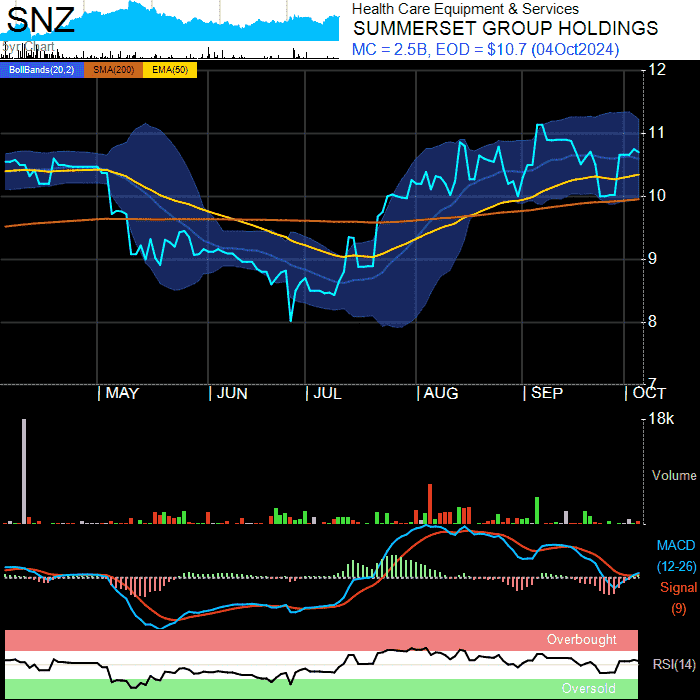 SNZ
Health Care Equipment & Services
SUMMERSET GROUP HOLDINGS
5yr Chart
MC = 2.5B, EOD = $10.7 (04Oct2024)
BollBands(20,2) SMA(200) EMA(50)
12
11
10
9
8
7
MAY JUN JUL AUG SEP OCT
18k
Volume
MACD
(12-26)
Signal
(9)
Overbought
RSI(14)
Oversold